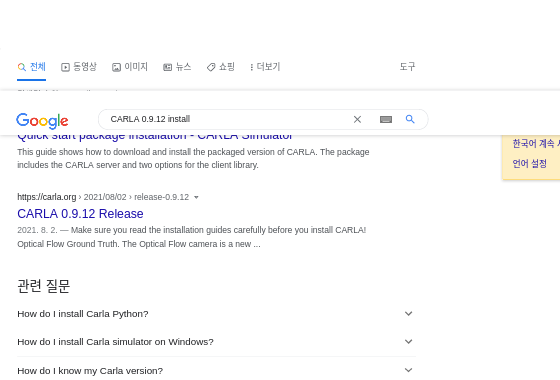 전체
동영상
이미지
뉴스
쇼핑
더보기
도구
Google
CARLA 0.9.12 install
Quick start package installation - CARLA Simulator
This guide shows how to download and install the packaged version of CARLA. The package
includes the CARLA server and two options for the client library.
한국어 계속 사
언어 설정
https://carla.org › 2021/08/02 › release-0.9.12
CARLA 0.9.12 Release
2021. 8. 2. — Make sure you read the installation guides carefully before you install CARLA!
Optical Flow Ground Truth. The Optical Flow camera is a new ...
관련 질문
How do I install Carla Python?
How do I install Carla simulator on Windows?
How do I know my Carla version?